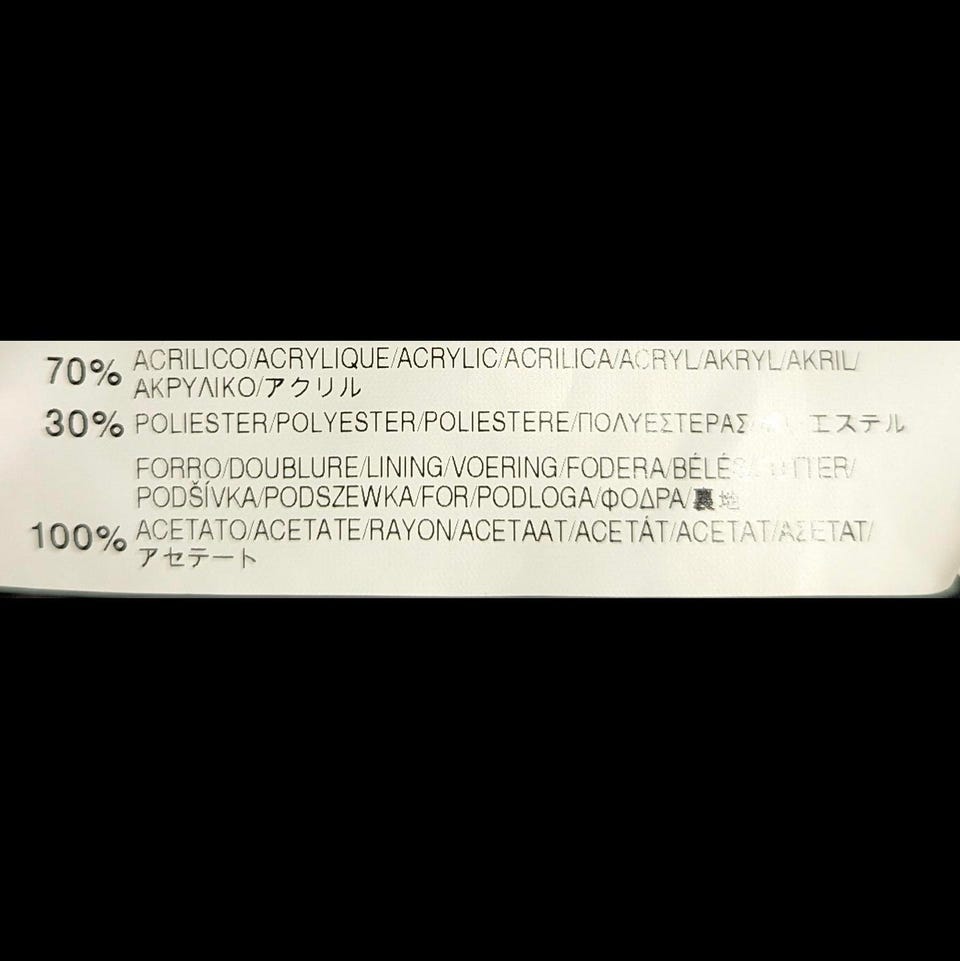 70% ACRILICO/ACRYLIQUE/ACRYLIC/ACRILICA/ACRYL/AKRYL/AKRIL/
ΑΚΡΥΛΙΚΟ/アクリル
30% POLIESTER/POLYESTER/POLIESTERE/ΠΟΛΥΕΣΤΕΡΑΣ/ エステル
FORRO/DOUBLURE/LINING/VOERING/FODERA/
PODŠÍVKA/PODSZEWKA/FOR/PODLOGA/ΦΟΔΡΑ/裏地
100% ACETATO/ACETATE/RAYON/ACETAAT/ACETÁT/ACETAT/ΑΣΕΤΑΤ/
アセテート